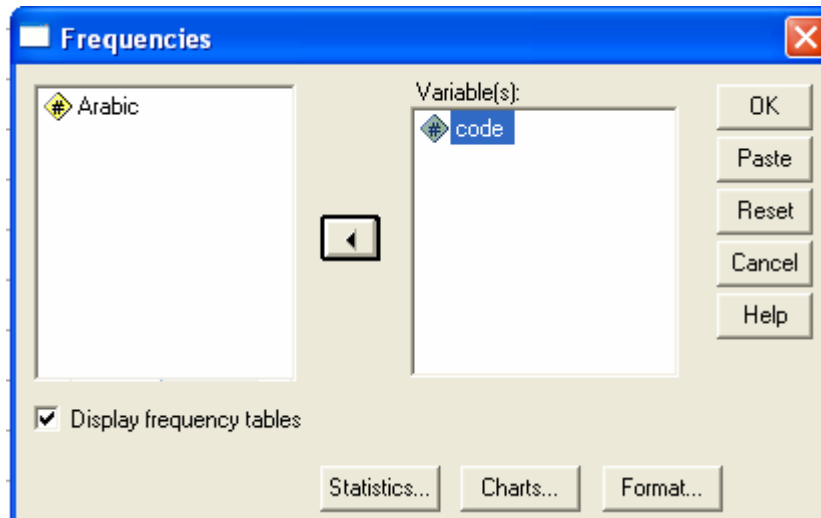 Frequencies
Arabic
Variable(s):
# code
OK
Paste
Reset
Cancel
Help
Display frequency tables
Statistics...
Charts...
Format...